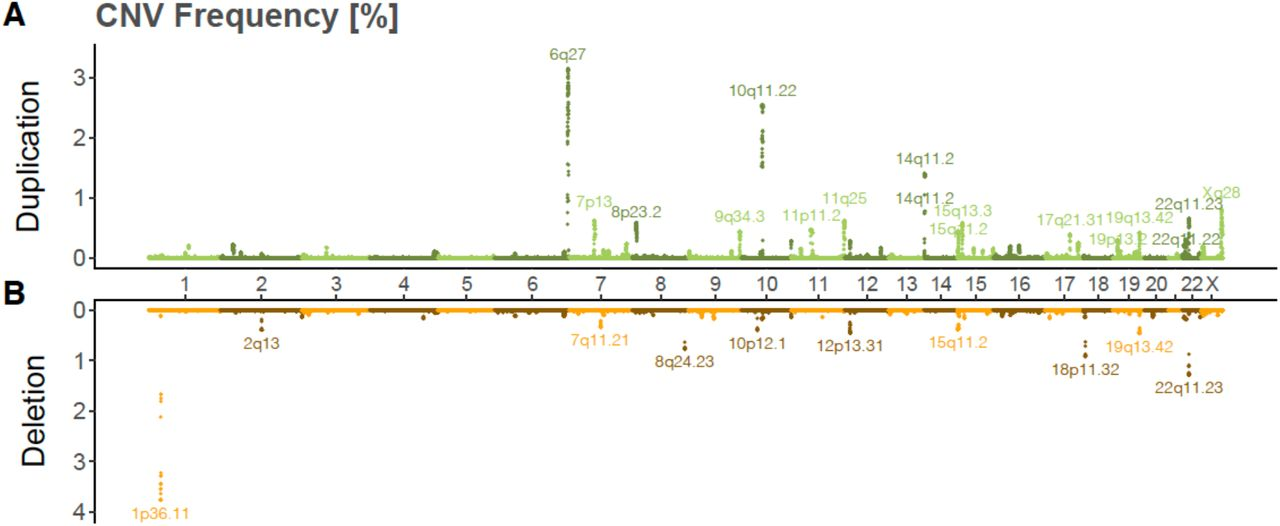 A CNV Frequency [%]
Duplication
3
2
1
0
6q27
10q11.22
14q11.2
14q11.2
7p13
8p23.2
9q34.3
11p11.2
11q25
15q13.3
15q11.2
17q21.31
19q13.42
19p13.2
22q11.23
22q11.22
Xq28
B
1 2 3 4 5 6 7 8 9 10 11 12 13 14 15 16 17 18 19 20 22 X
Deletion
0
1
2
3
4
2q13
7q11.21
8q24.23
10p12.1
12p13.31
15q11.2
18p11.32
19q13.42
22q11.23
1p36.11